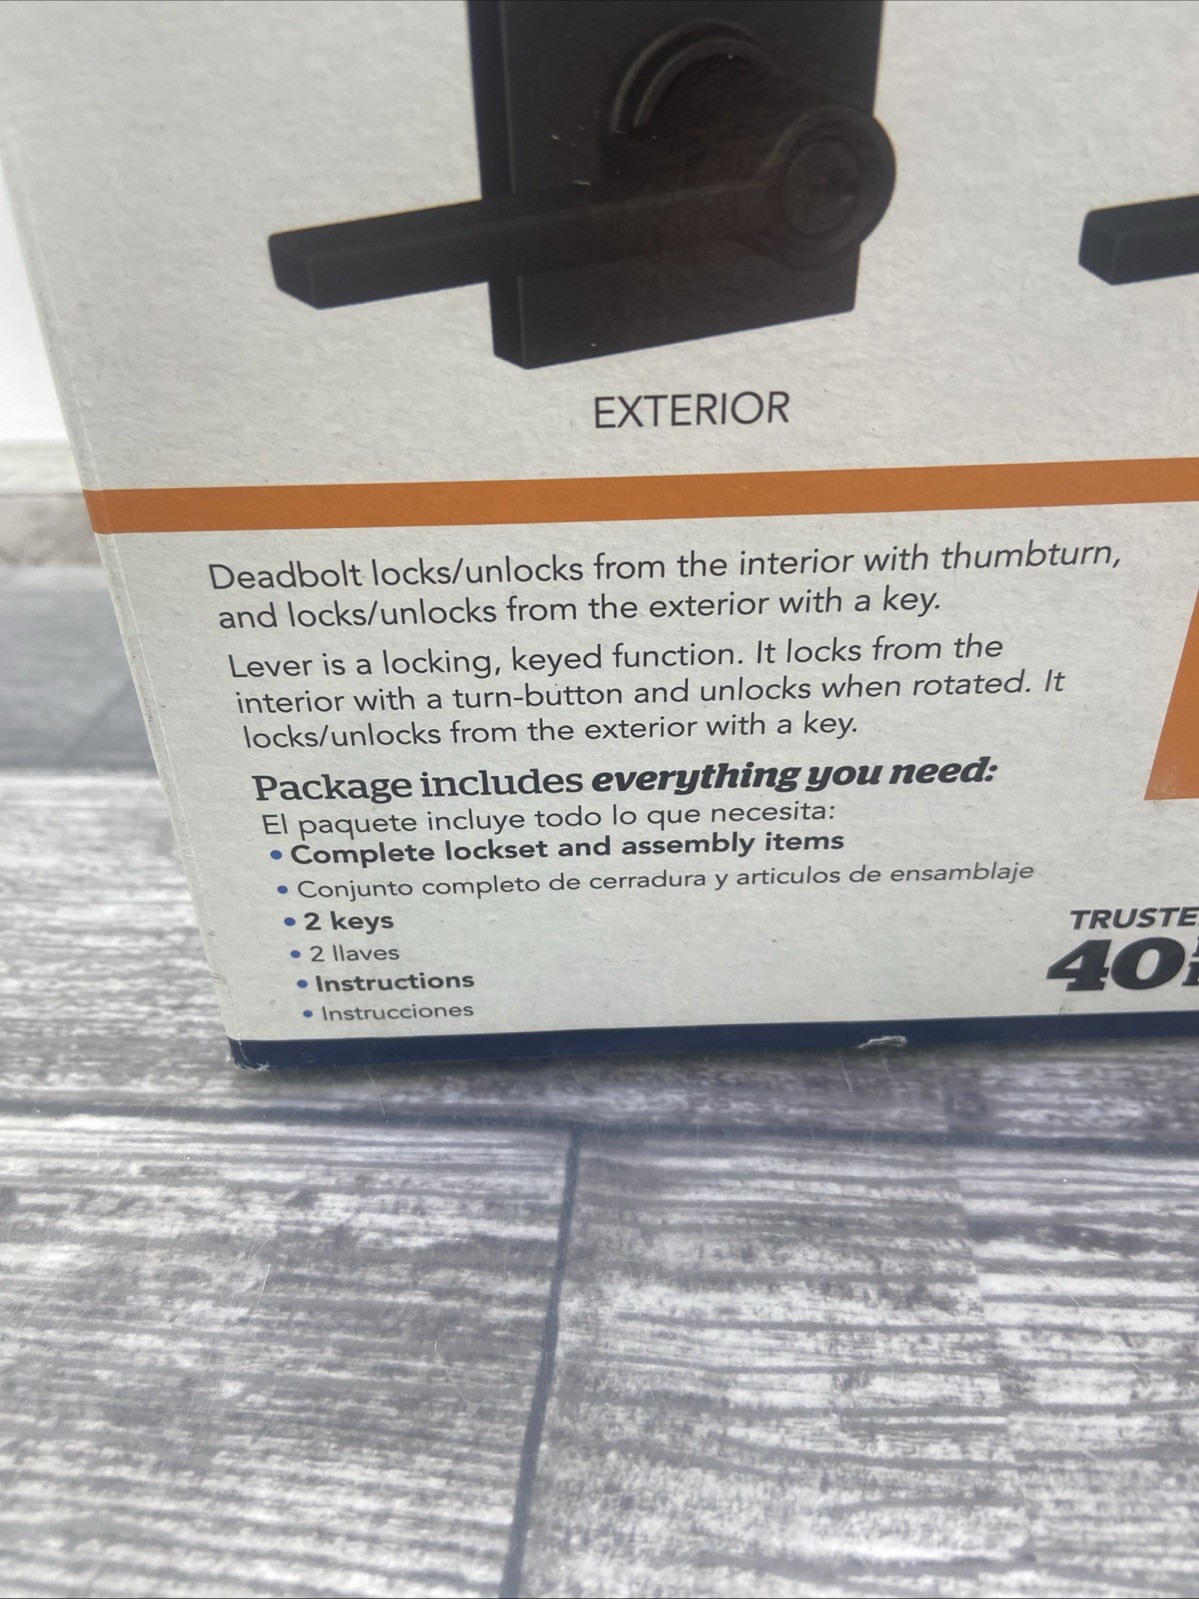 EXTERIOR
Deadbolt locks/unlocks from the interior with thumbturn,
and locks/unlocks from the exterior with a key.
Lever is a locking, keyed function. It locks from the
interior with a turn-button and unlocks when rotated. It
locks/unlocks from the exterior with a key.
Package includes everything you need:
El paquete incluye todo lo que necesita:
• Complete lockset and assembly items
• Conjunto completo de cerradura y articulos de ensamblaje
• 2 keys
• 2 llaves
• Instructions
• Instrucciones
TRUSTE
40